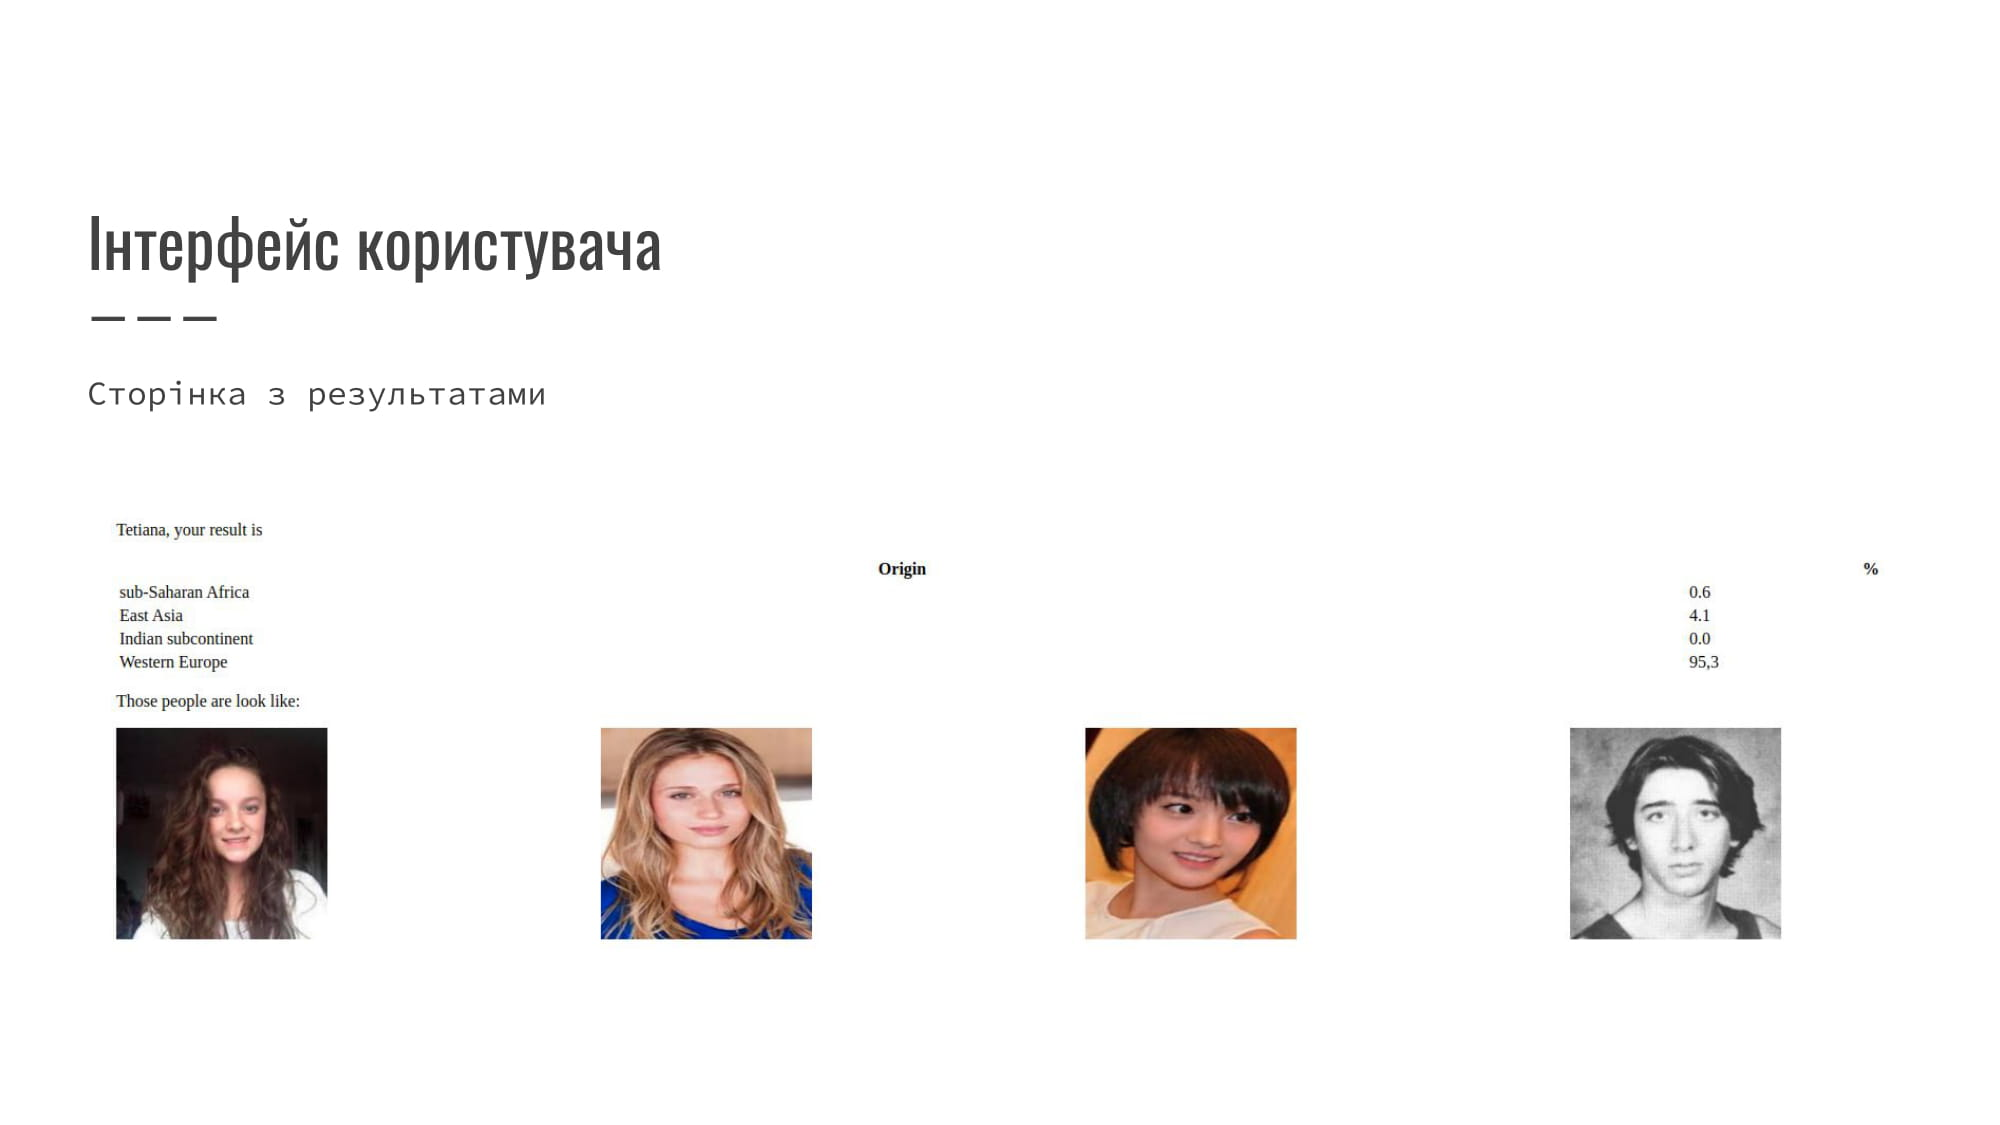 Інтерфейс користувача
Сторінка з результатами
Tetiana, your result is
Origin %
sub-Saharan Africa 0.6
East Asia 4.1
Indian subcontinent 0.0
Western Europe 95,3
Those people are look like: